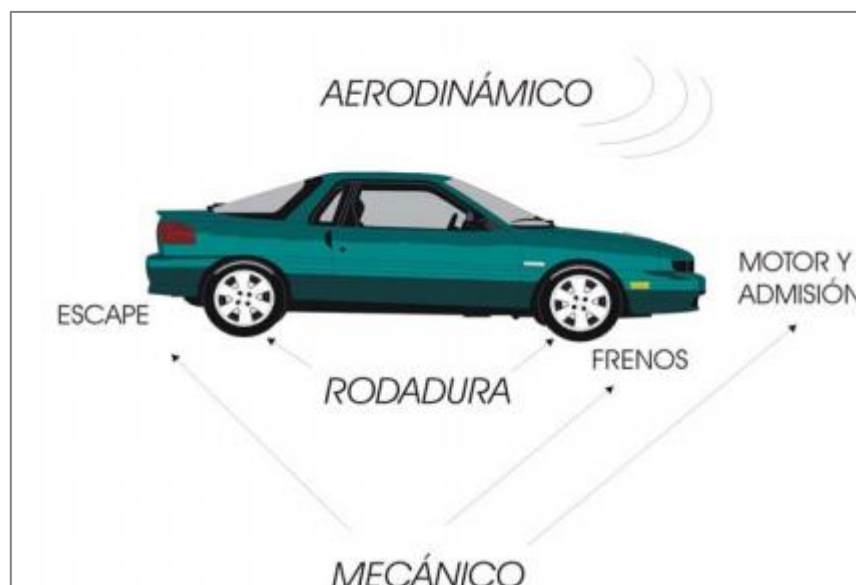 AERODINÁMICO
MOTOR Y
ADMISIÓN
ESCAPE
FRENOS
RODADURA
MECÁNICO